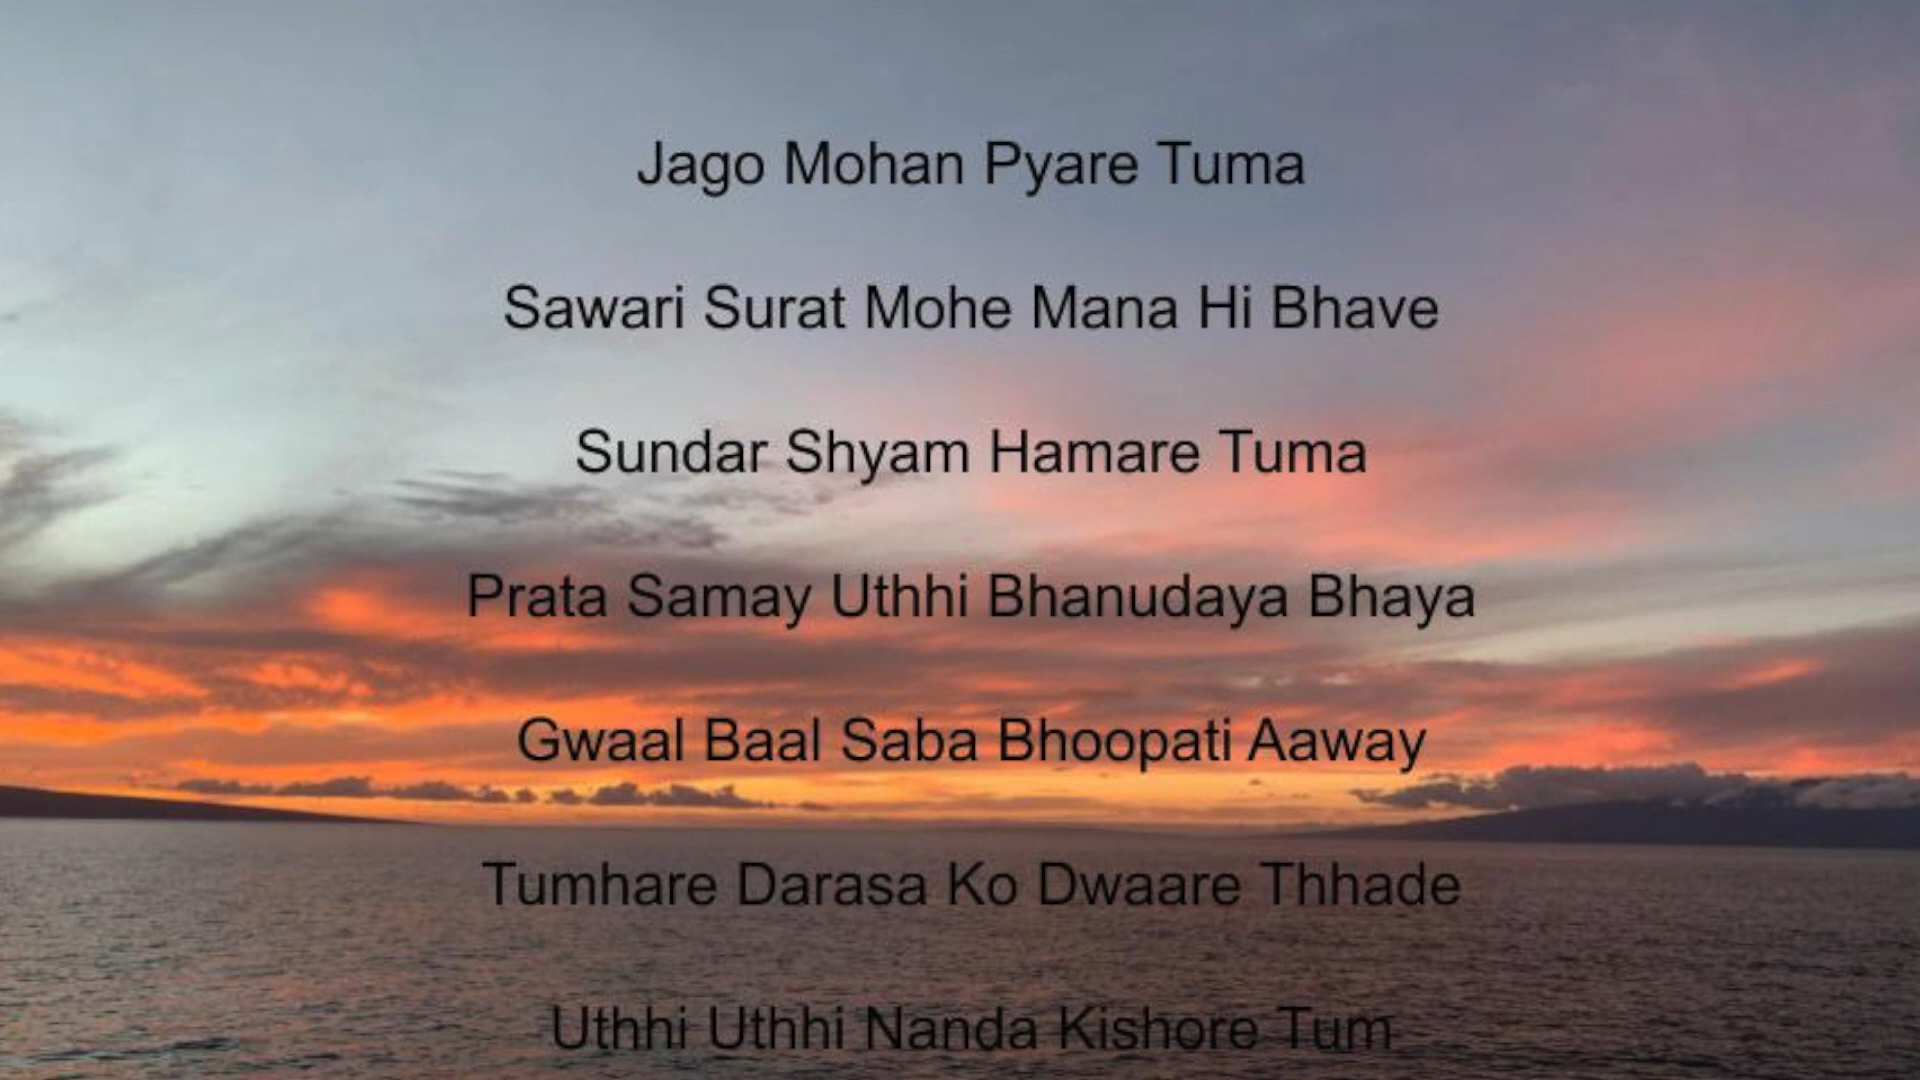 Jago Mohan Pyare Tuma
Sawari Surat Mohe Mana Hi Bhave
Sundar Shyam Hamare Tuma
Prata Samay Uthhi Bhanudaya Bhaya
Gwaal Baal Saba Bhoopati Aaway
Tumhare Darasa Ko Dwaare Thhade
Uthhi Uthhi Nanda Kishore Tum